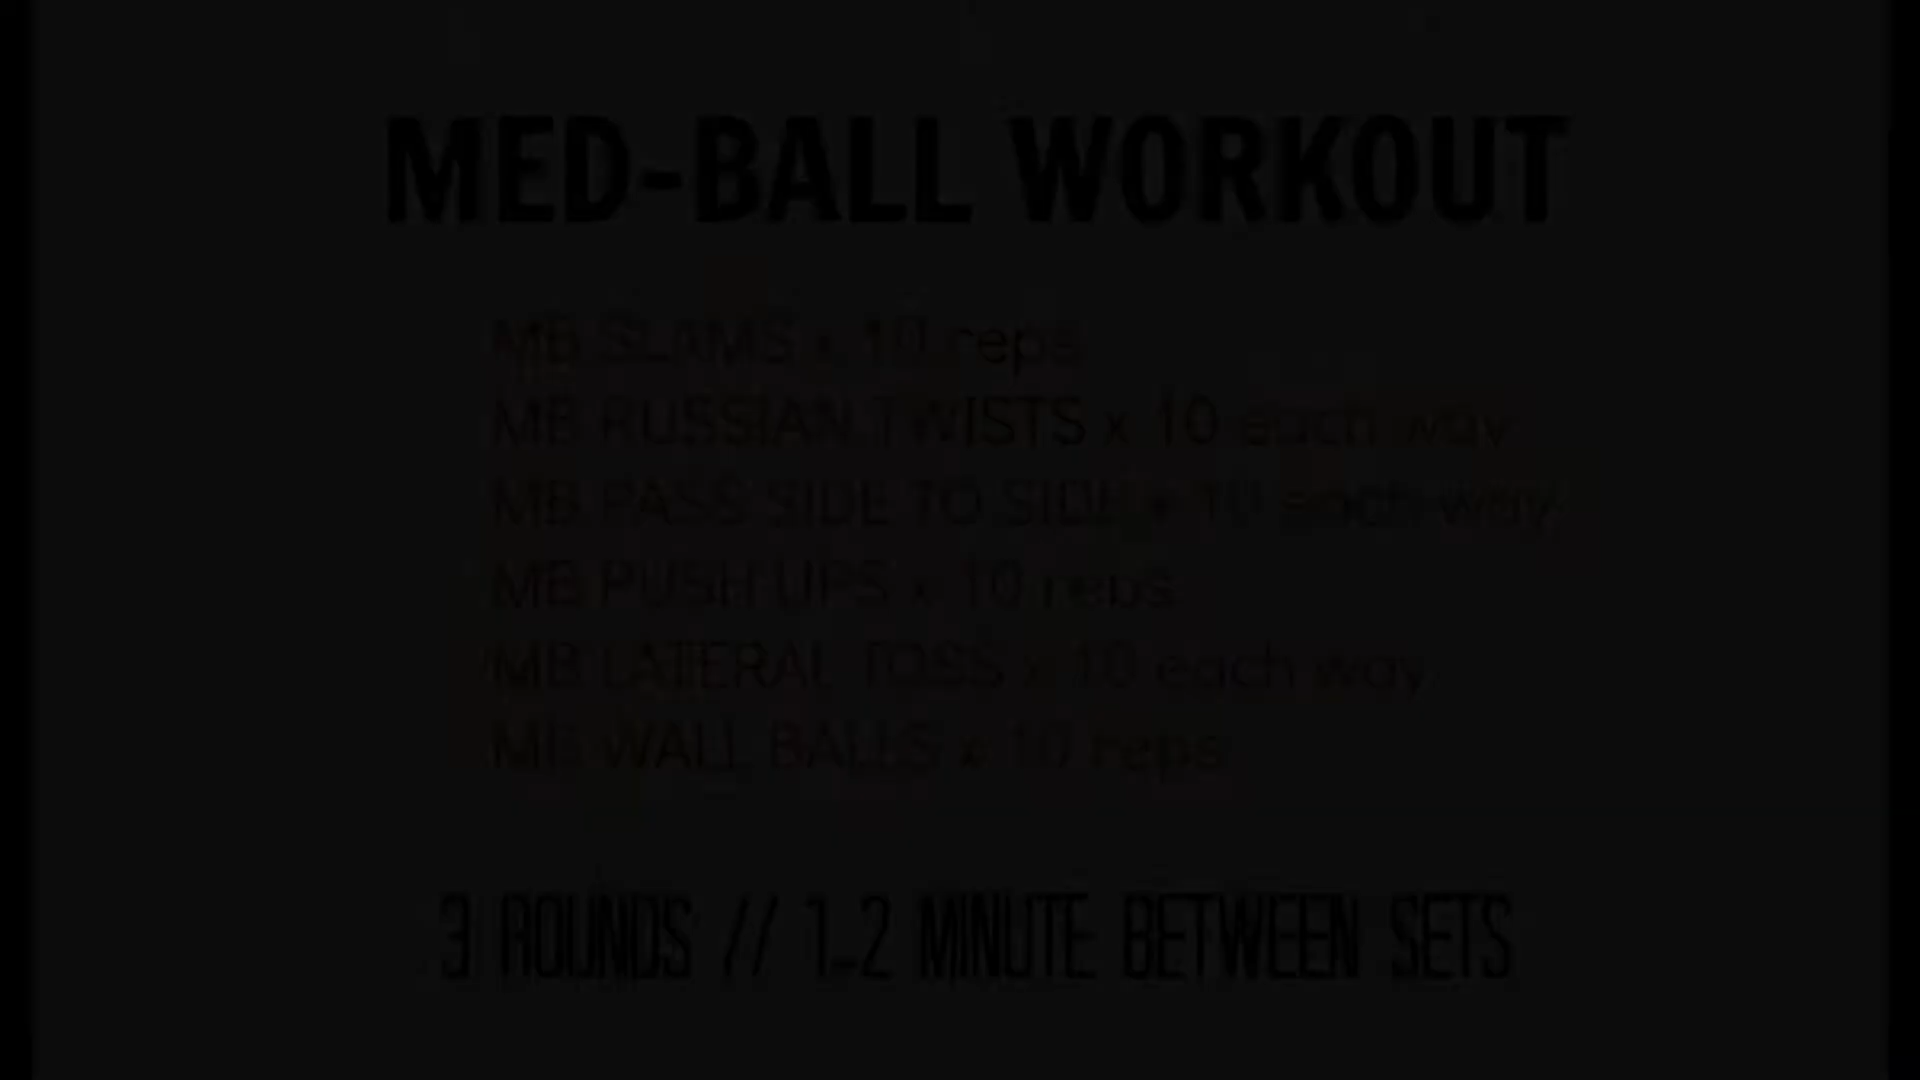 MED-BALL WORKOUT
MB SLAMS x 10 reps
MB RUSSIAN TWISTS x 10 each way
MB PASS SIDE TO SIDE x 10 each way
MB PUSH UPS x 10 reps
MB LATERAL TOSS x 10 each way
MB WALL BALLS x 10 reps
3 ROUNDS // 1-2 MINUTE BETWEEN SETS